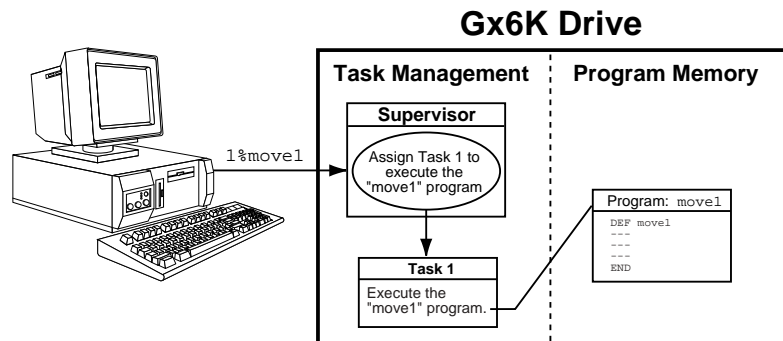 Gx6K Drive
Task Management
Program Memory
Supervisor
1%move1
Assign Task 1 to
execute the
"move1" program
Program: move1
DEF move1
---
---
---
END
Task 1
Execute the
"move1" program.